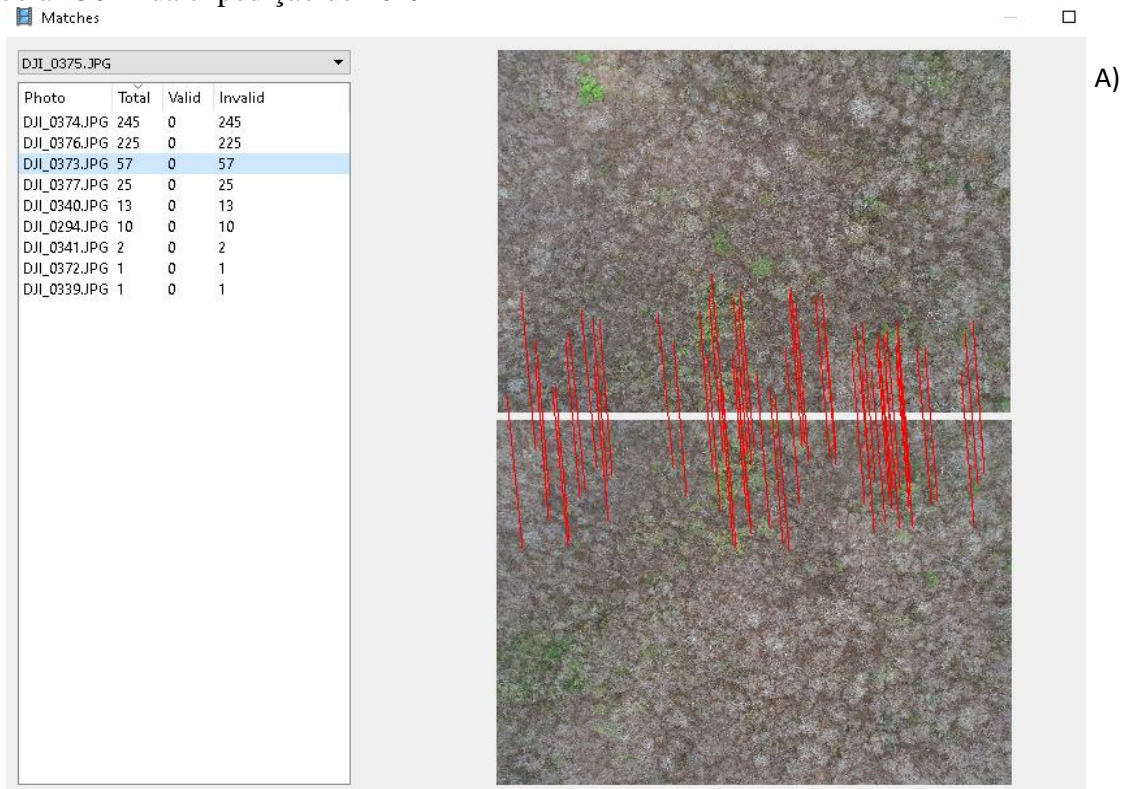 Matches
A)
DJI_0375.JPG
Photo Total Valid Invalid
DJI_0374.JPG 245 0 245
DJI_0376.JPG 225 0 225
DJI_0373.JPG 57 0 57
DJI_0377.JPG 25 0 25
DJI_0340.JPG 13 0 13
DJI_0294.JPG 10 0 10
DJI_0341.JPG 2 0 2
DJI_0372.JPG 1 0 1
DJI_0339.JPG 1 0 1